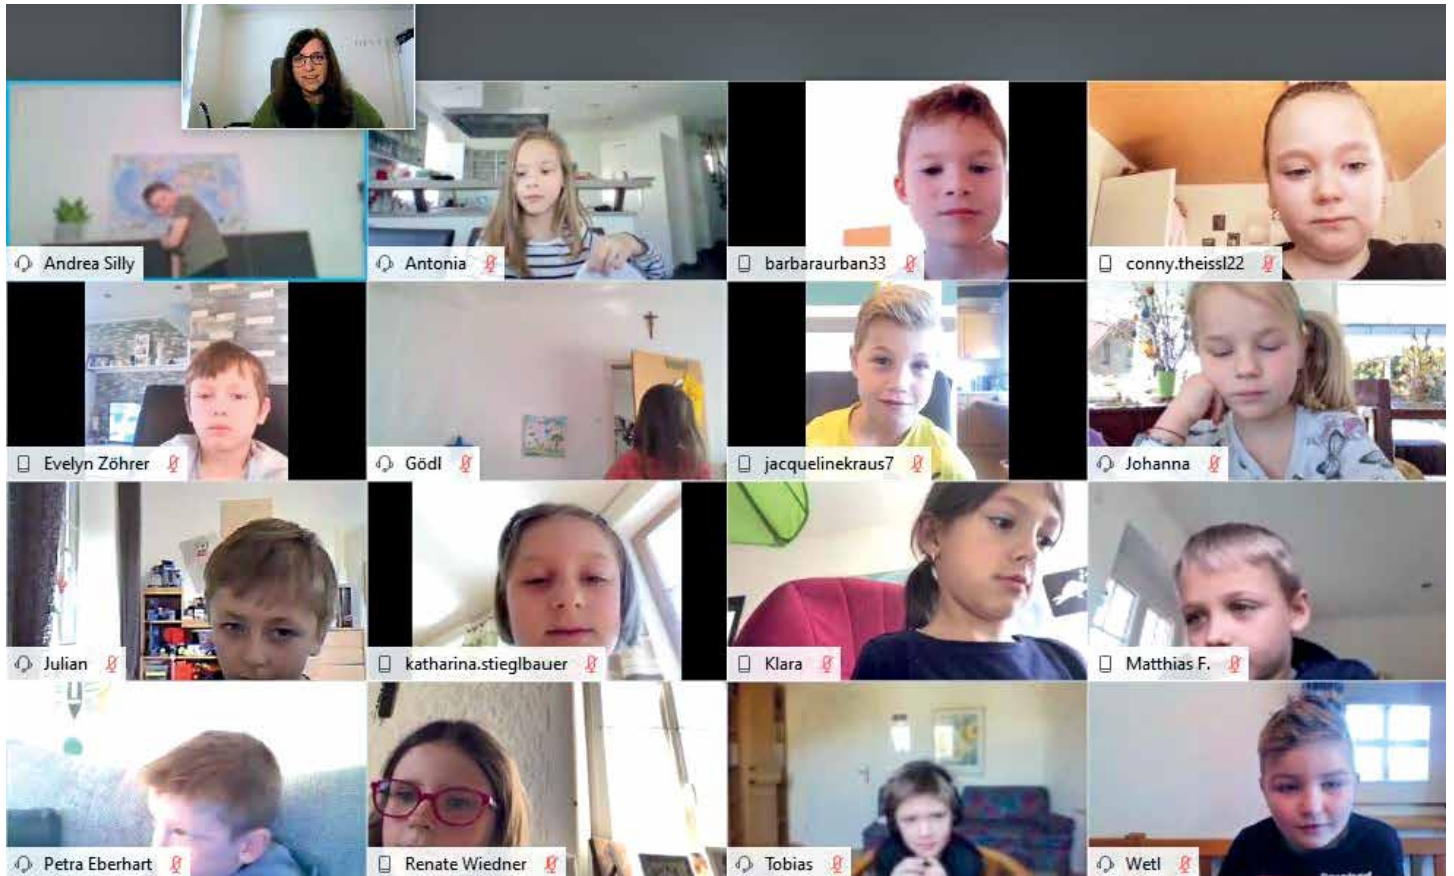 Andrea Silly
Antonia
barbaraurban33
conny.theissl22
Evelyn Zöhrer
Gödl
jacquelinekraus7
Johanna
Julian
katharina.stieglbauer
Klara
Matthias F.
Petra Eberhart
Renate Wiedner
Tobias
Wetl